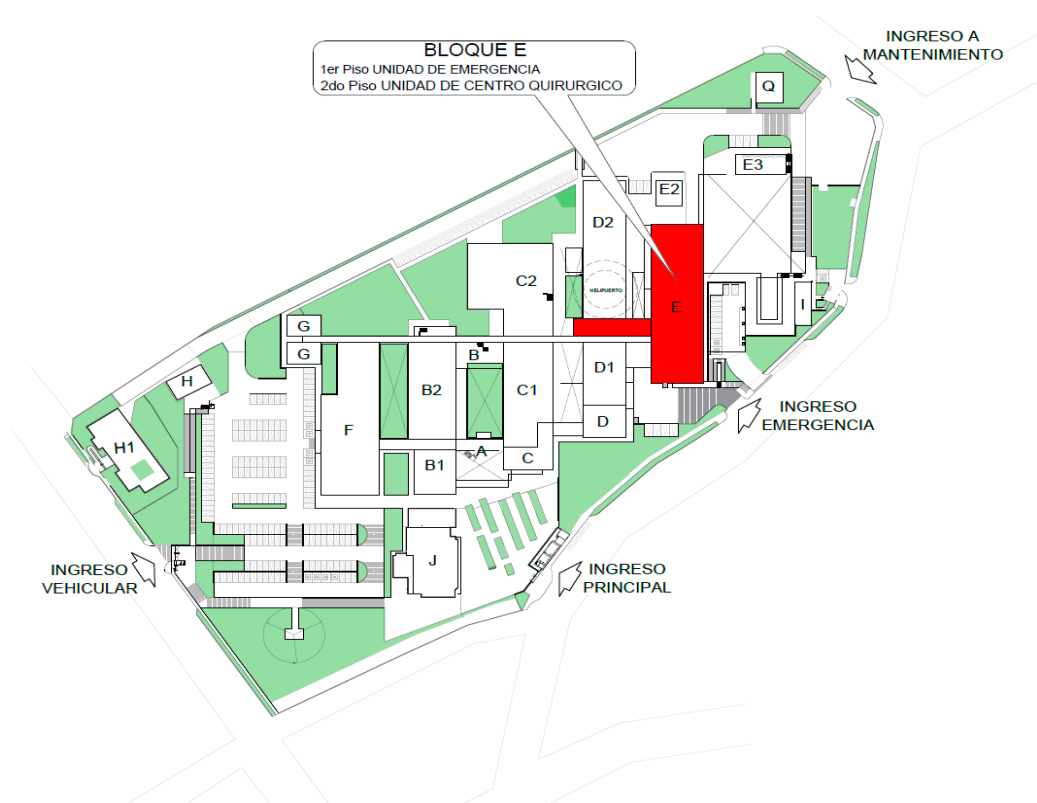 INGRESO A
MANTENIMIENTO
BLOQUE E
1er Piso UNIDAD DE EMERGENCIA
2do Piso UNIDAD DE CENTRO QUIRURGICO
Q
E3
E2
D2
C2
HELIPUERTO
E
I
G
G
B
H
B2
C1
D1
INGRESO
EMERGENCIA
D
F
H1
A
C
B1
J
INGRESO
VEHICULAR
INGRESO
PRINCIPAL